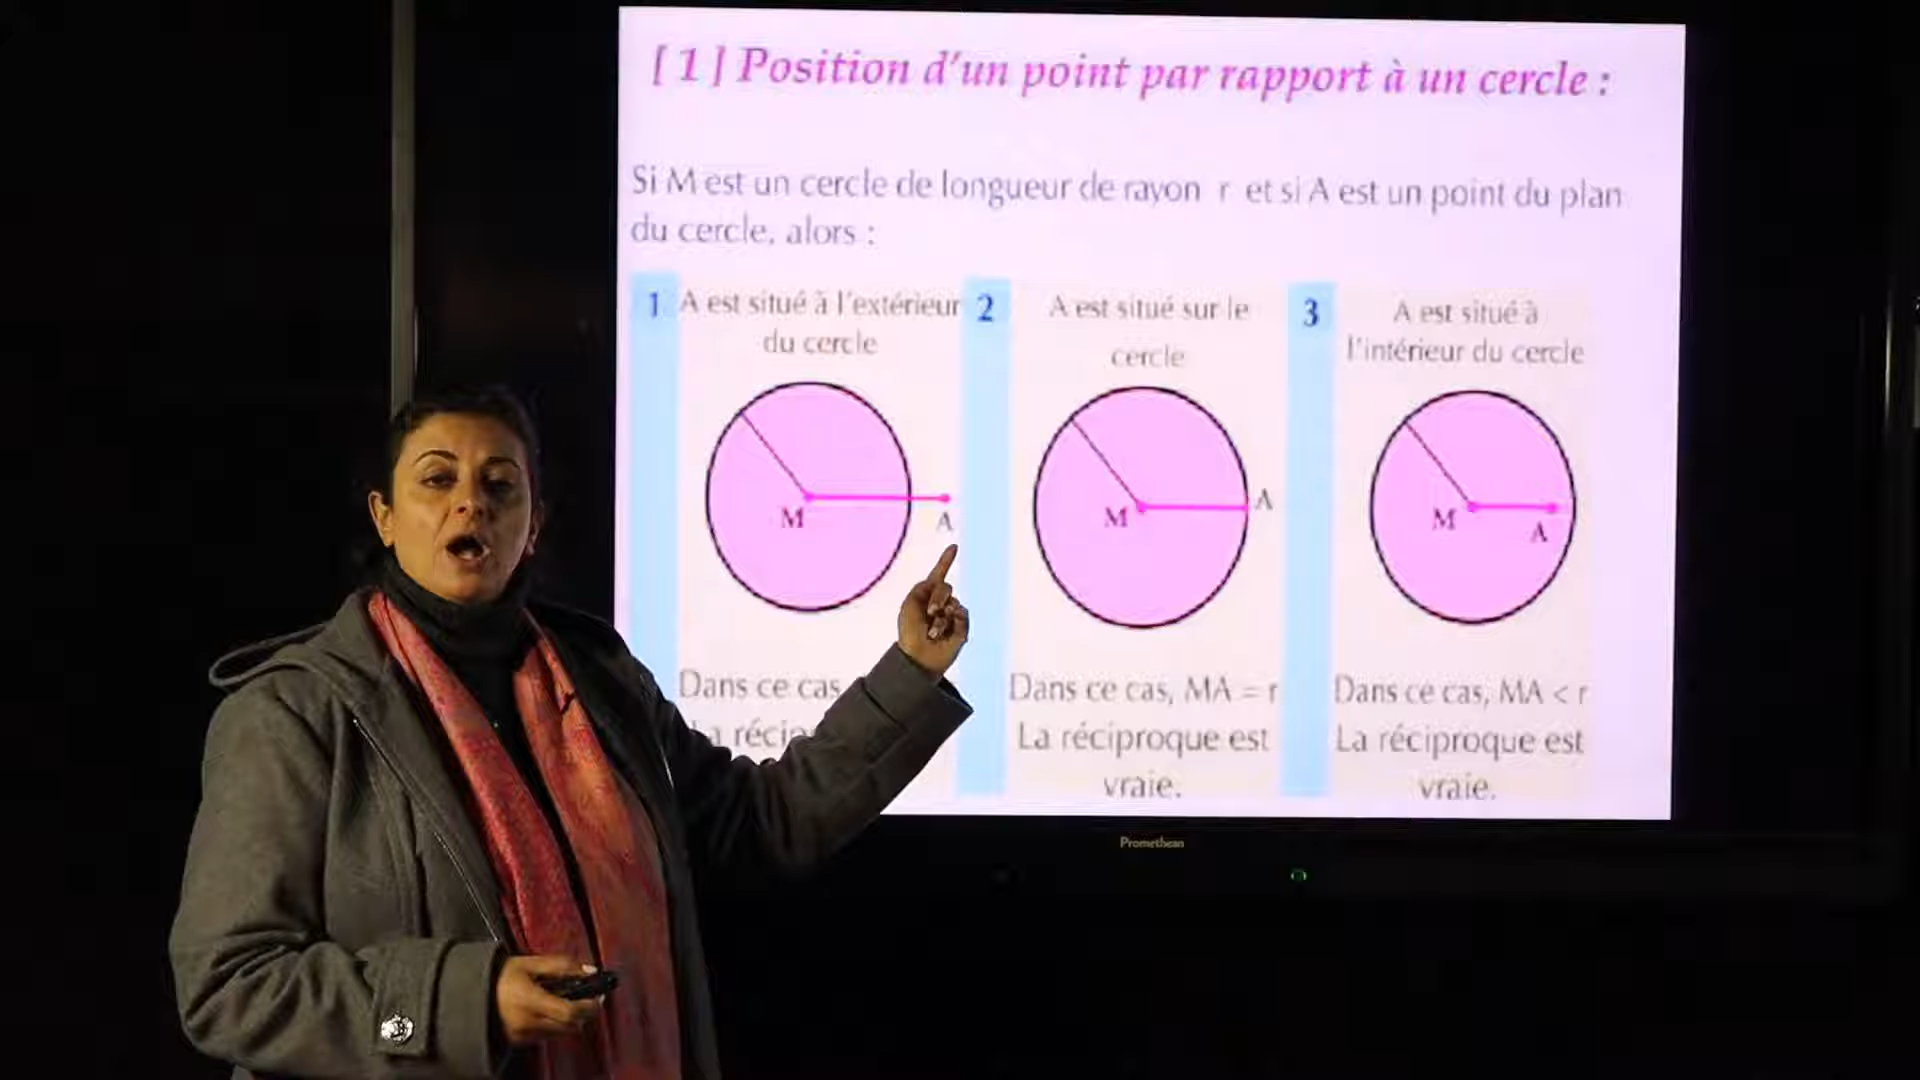 [ 1 ] Position d'un point par rapport à un cercle :
Si M est un cercle de longueur de rayon r et si A est un point du plan
du cercle, alors :
1 A est situé à l'extérieur
du cercle
M
A
Dans ce cas
2 A est situé sur le
cercle
M
A
Dans ce cas, MA = r
La réciproque est
vraie.
3 A est situé à
l'intérieur du cercle
M
A
Dans ce cas, MA < r
La réciproque est
vraie.
Promethean